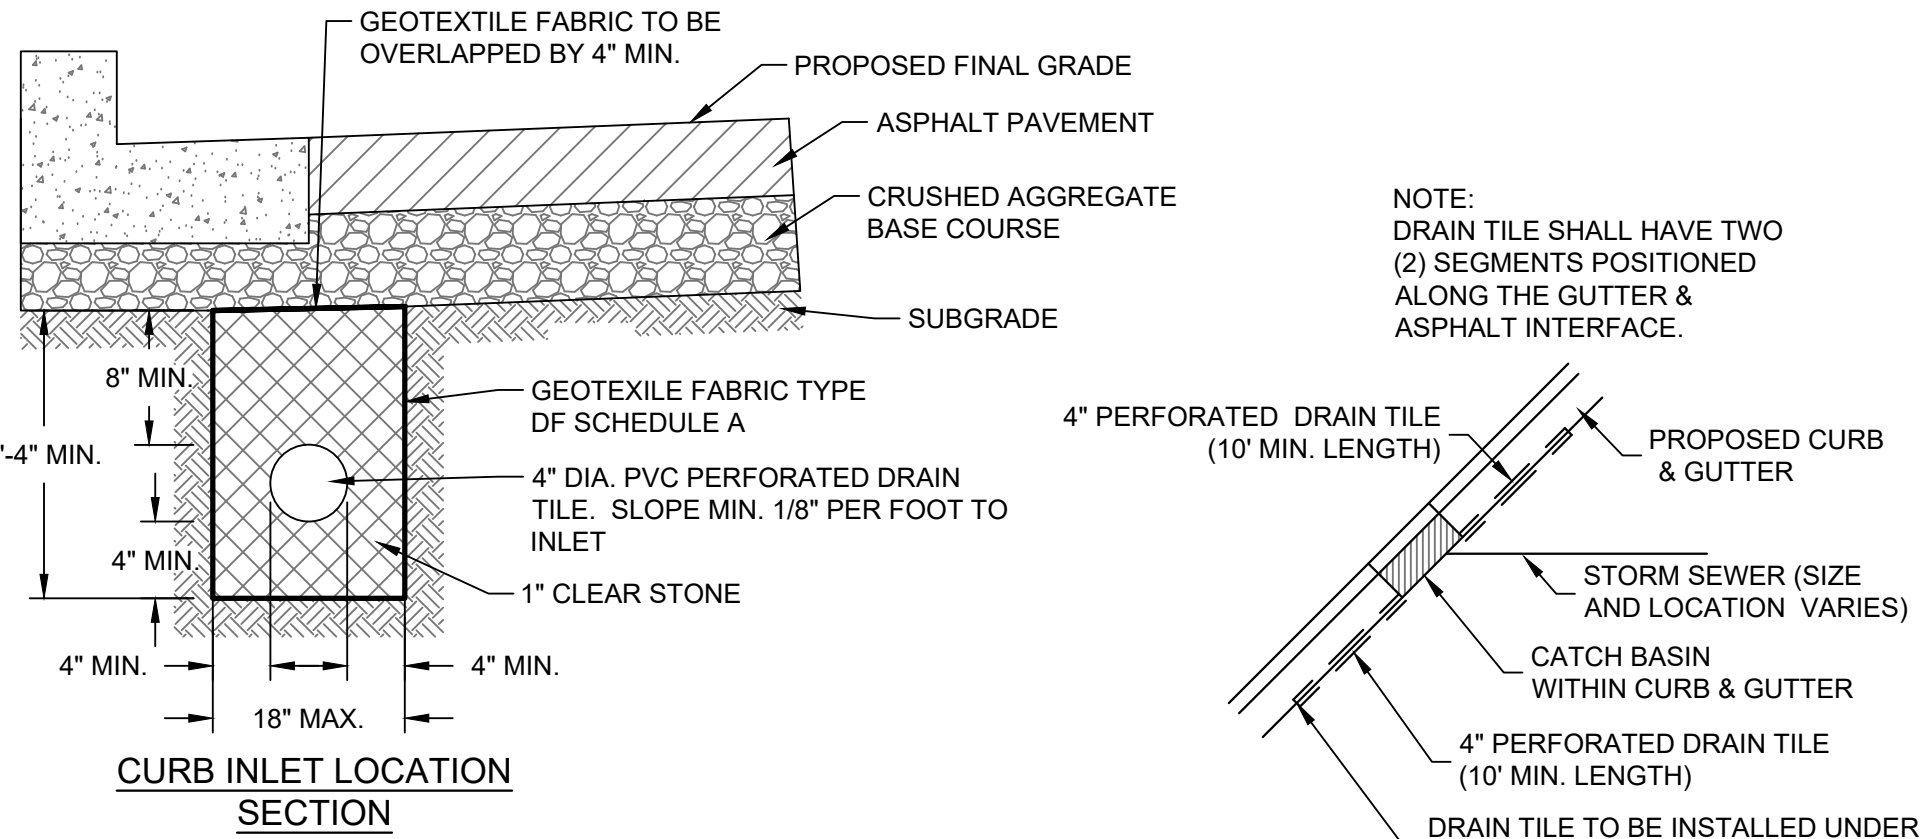 GEOTEXTILE FABRIC TO BE
OVERLAPPED BY 4" MIN.
PROPOSED FINAL GRADE
ASPHALT PAVEMENT
CRUSHED AGGREGATE
BASE COURSE
SUBGRADE
8" MIN.
'-4" MIN.
4" MIN.
GEOTEXILE FABRIC TYPE
DF SCHEDULE A
4" DIA. PVC PERFORATED DRAIN
TILE. SLOPE MIN. 1/8" PER FOOT TO
INLET
1" CLEAR STONE
4" MIN.
4" MIN.
18" MAX.
CURB INLET LOCATION
SECTION
NOTE:
DRAIN TILE SHALL HAVE TWO
(2) SEGMENTS POSITIONED
ALONG THE GUTTER &
ASPHALT INTERFACE.
4" PERFORATED DRAIN TILE
(10' MIN. LENGTH)
PROPOSED CURB
& GUTTER
STORM SEWER (SIZE
AND LOCATION VARIES)
CATCH BASIN
WITHIN CURB & GUTTER
4" PERFORATED DRAIN TILE
(10' MIN. LENGTH)
DRAIN TILE TO BE INSTALLED UNDER